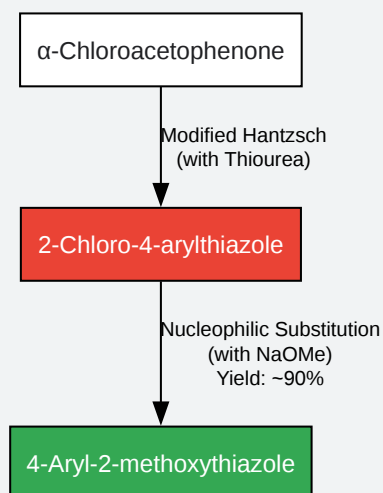 α-Chloroacetophenone
Modified Hantzsch
(with Thiourea)
2-Chloro-4-arylthiazole
Nucleophilic Substitution
(with NaOMe)
Yield: ~90%
4-Aryl-2-methoxythiazole